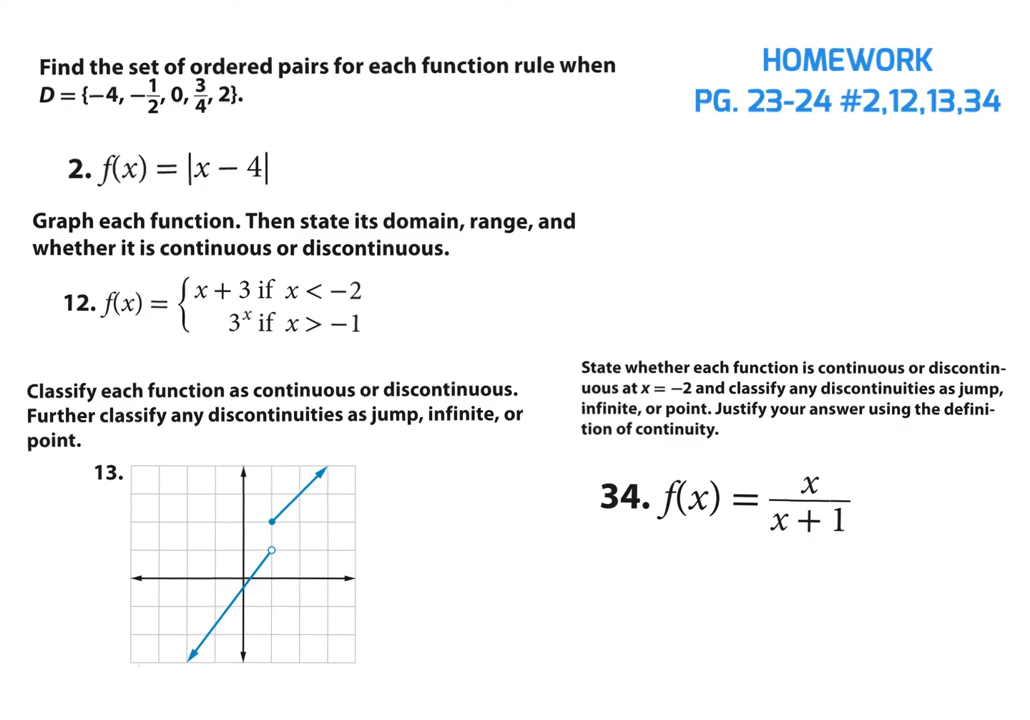 Find the set of ordered pairs for each function rule when
D = {−4, −1/2, 0, 3/4, 2}.
HOMEWORK
PG. 23-24 #2,12,13,34
2. f(x) = |x − 4|
Graph each function. Then state its domain, range, and
whether it is continuous or discontinuous.
12. f(x) = { x + 3 if x < −2
3^x if x > −1
Classify each function as continuous or discontinuous.
Further classify any discontinuities as jump, infinite, or
point.
13.
State whether each function is continuous or discontin-
uous at x = −2 and classify any discontinuities as jump,
infinite, or point. Justify your answer using the defini-
tion of continuity.
34. f(x) = x/(x + 1)